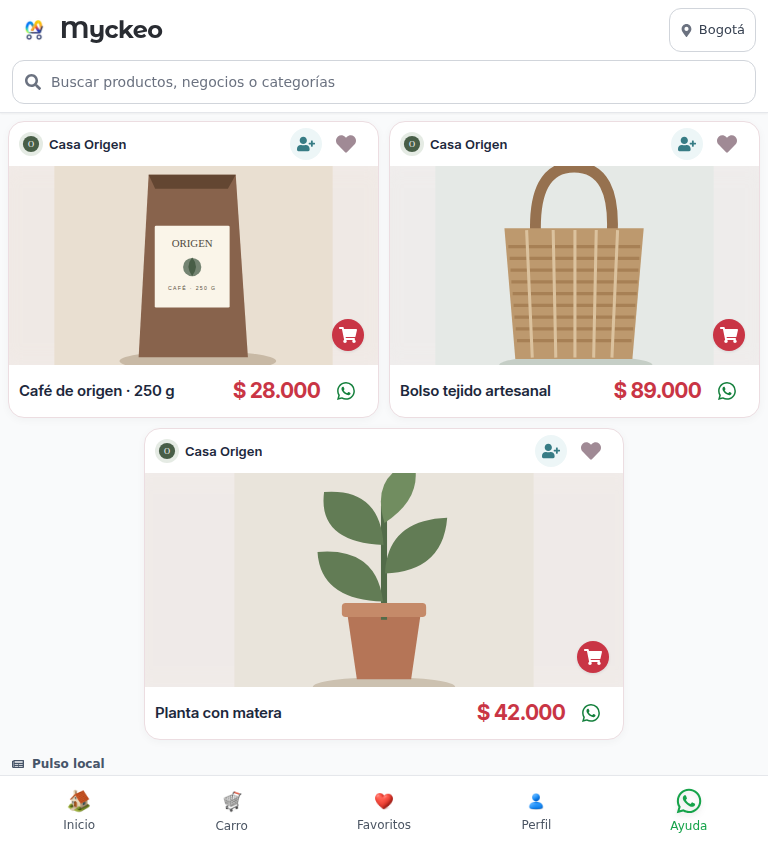 Myckeo
Bogotá
Buscar productos, negocios o categorías
Casa Origen
O
ORIGEN
CAFÉ · 250 G
Café de origen · 250 g
$ 28.000
Casa Origen
O
Bolso tejido artesanal
$ 89.000
Casa Origen
O
Planta con matera
$ 42.000
Pulso local
Inicio
Carro
Favoritos
Perfil
Ayuda